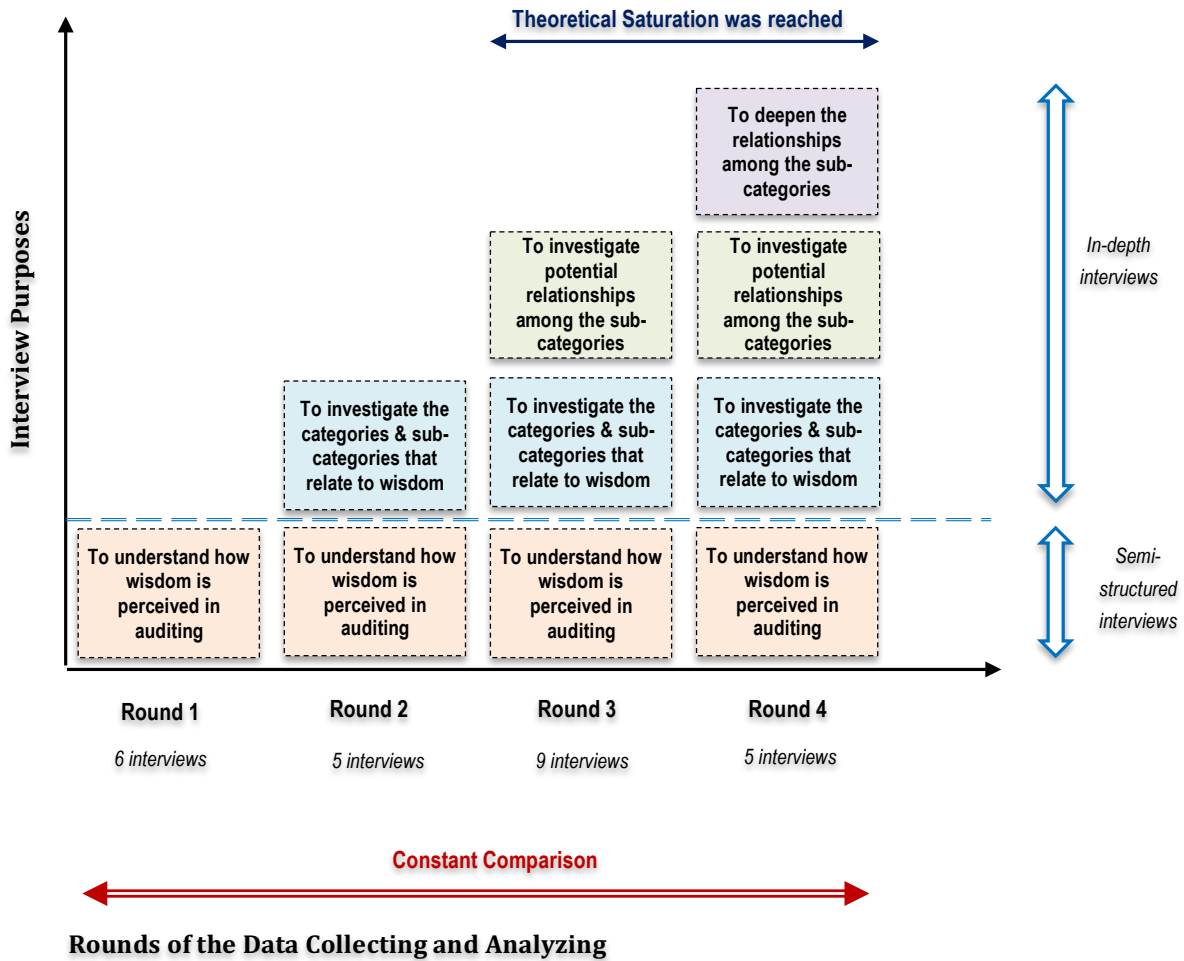 Theoretical Saturation was reached
Interview Purposes
To deepen the
relationships
among the sub-
categories
To investigate
potential
relationships
among the sub-
categories
To investigate
potential
relationships
among the sub-
categories
In-depth
interviews
To investigate the
categories & sub-
categories that
relate to wisdom
To investigate the
categories & sub-
categories that
relate to wisdom
To investigate the
categories & sub-
categories that
relate to wisdom
To understand how
wisdom is
perceived in
auditing
To understand how
wisdom is
perceived in
auditing
To understand how
wisdom is
perceived in
auditing
To understand how
wisdom is
perceived in
auditing
Semi-
structured
interviews
Round 1
Round 2
Round 3
Round 4
6 interviews
5 interviews
9 interviews
5 interviews
Constant Comparison
Rounds of the Data Collecting and Analyzing